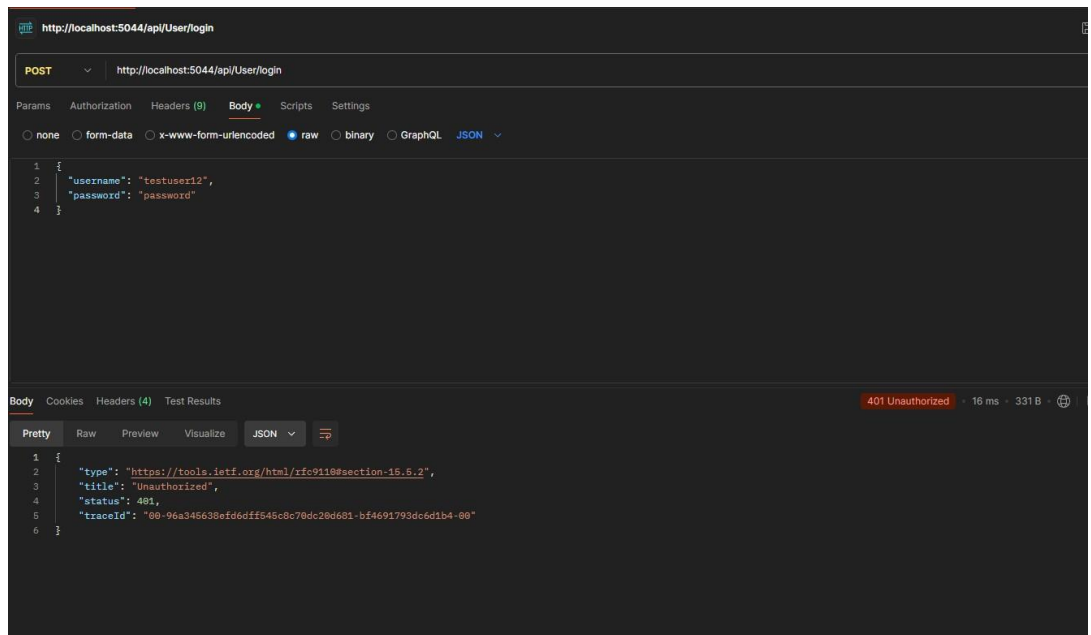 HTTP http://localhost:5044/api/User/login
POST http://localhost:5044/api/User/login
Params Authorization Headers (9) Body Scripts Settings
none form-data x-www-form-urlencoded raw binary GraphQL JSON
1 {
2 "username": "testuser12",
3 "password": "password"
4 }
Body Cookies Headers (4) Test Results 401 Unauthorized • 16 ms • 331 B
Pretty Raw Preview Visualize JSON
1 {
2 "type": "https://tools.ietf.org/html/rfc9110#section-15.5.2",
3 "title": "Unauthorized",
4 "status": 401,
5 "traceId": "00-96a345638efd6dff545c8c70dc20d681-bf4691793dc6d1b4-00"
6 }